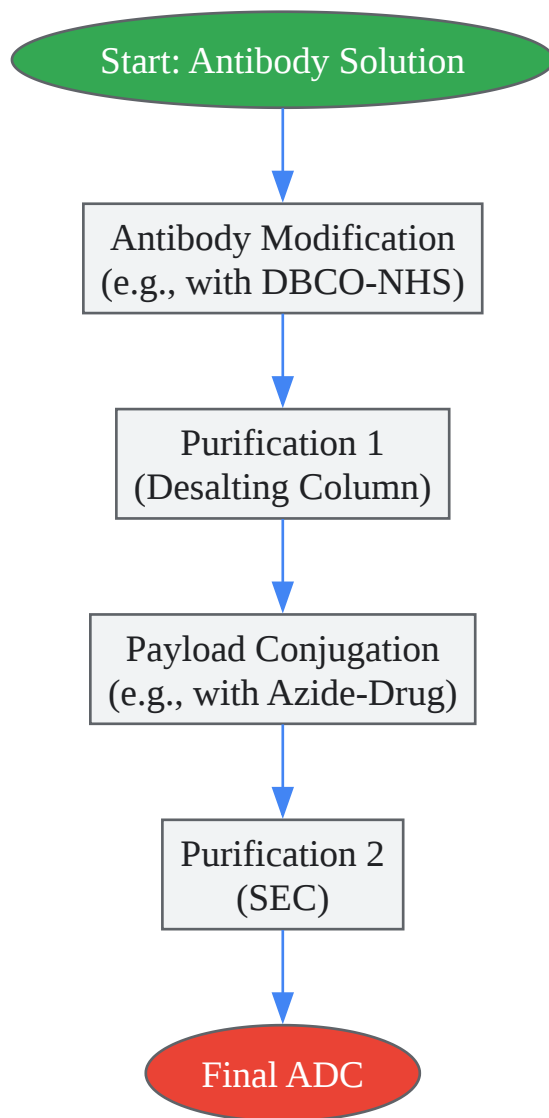 Start: Antibody Solution
Antibody Modification
(e.g., with DBCO-NHS)
Purification 1
(Desalting Column)
Payload Conjugation
(e.g., with Azide-Drug)
Purification 2
(SEC)
Final ADC